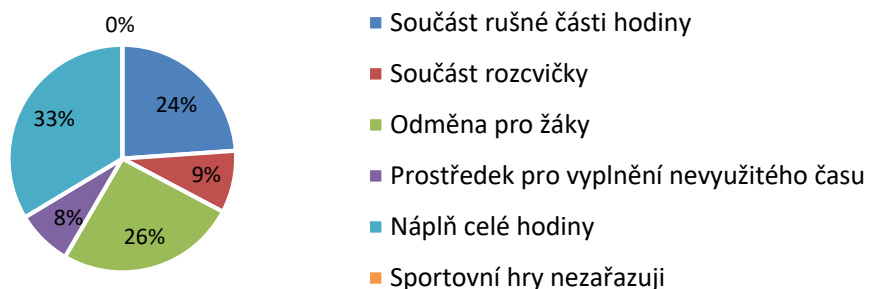 0%
24%
9%
26%
8%
33%
Součást rušné části hodiny
Součást rozcvičky
Odměna pro žáky
Prostředek pro vyplnění nevyužitého času
Náplň celé hodiny
Sportovní hry nezařazuji